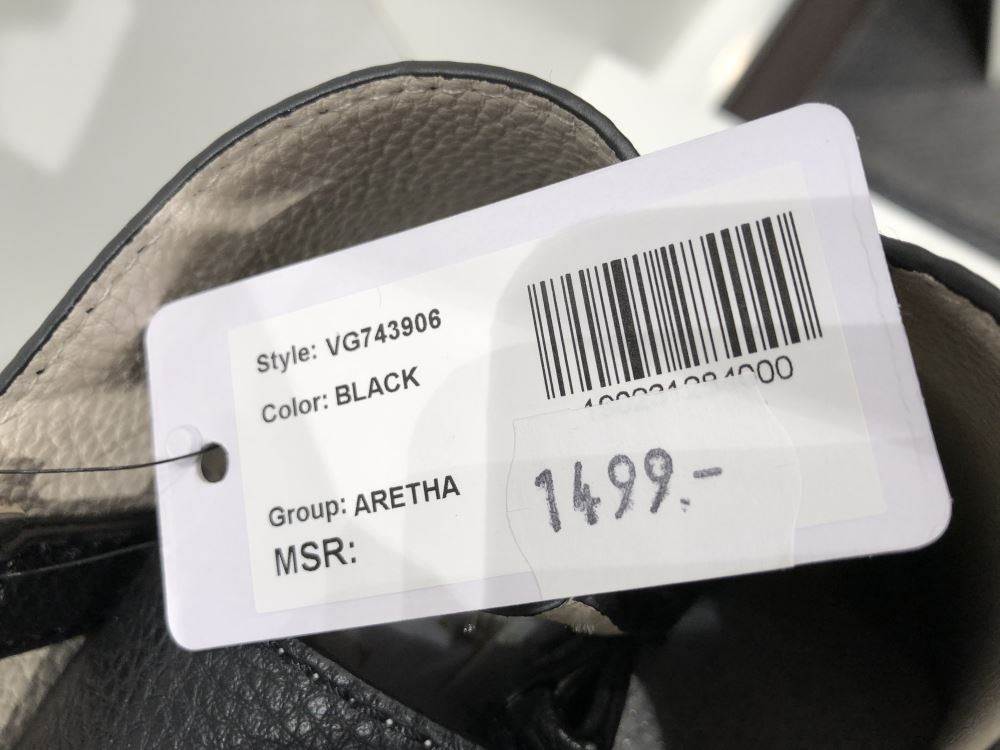 Style: VG743906
Color: BLACK
Group: ARETHA
MSR:
1499.-